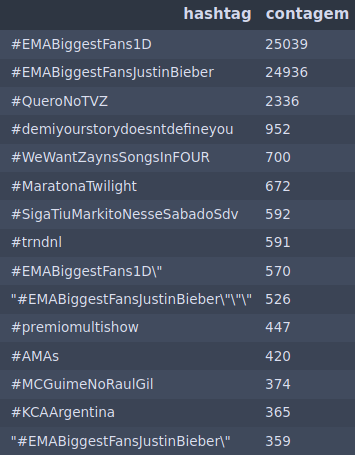 hashtag contagem
#EMABiggestFans1D 25039
#EMABiggestFansJustinBieber 24936
#QueroNoTVZ 2336
#demiyourstorydoesntdefineyou 952
#WeWantZaynsSongsInFOUR 700
#MaratonaTwilight 672
#SigaTiuMarkitoNesseSabadoSdv 592
#trndnl 591
#EMABiggestFans1D\" 570
"#EMABiggestFansJustinBieber\"\"\" 526
#premiomultishow 447
#AMAs 420
#MCGuimeNoRaulGil 374
#KCAArgentina 365
"#EMABiggestFansJustinBieber\" 359